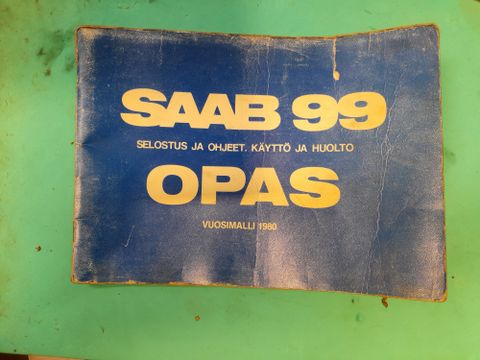 SAAB 99
SELOSTUS JA OHJEET. KÄYTTÖ JA HUOLTO
OPAS
VUOSIMALLI 1980